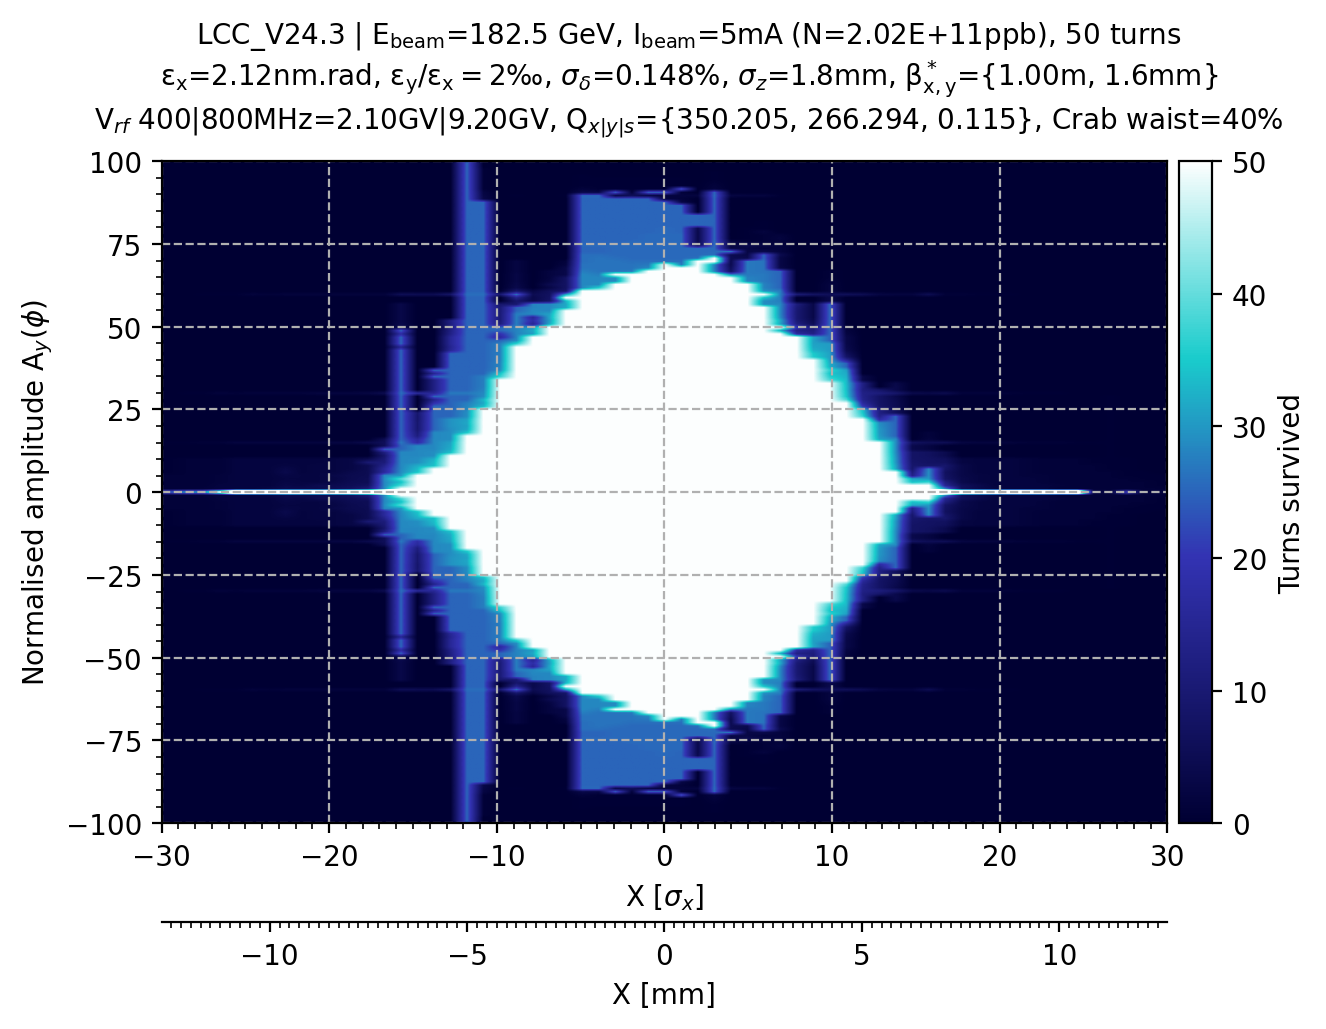 LCC_V24.3 | E_beam=182.5 GeV, I_beam=5mA (N=2.02E+11ppb), 50 turns
ε_x=2.12nm.rad, ε_y/ε_x = 2‰, σ_δ=0.148%, σ_z=1.8mm, β*_x,y={1.00m, 1.6mm}
V_rf 400|800MHz=2.10GV|9.20GV, Q_x|y|s={350.205, 266.294, 0.115}, Crab waist=40%
100
75
50
25
0
−25
−50
−75
−100
Normalised amplitude A_y(ϕ)
−30 −20 −10 0 10 20 30
X [σ_x]
−10 −5 0 5 10
X [mm]
50
40
30
20
10
0
Turns survived